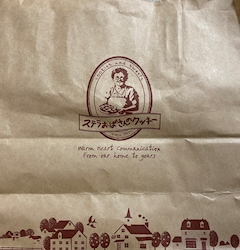 ステラおばさんのクッキー
Warm heart communication
From our home to yours